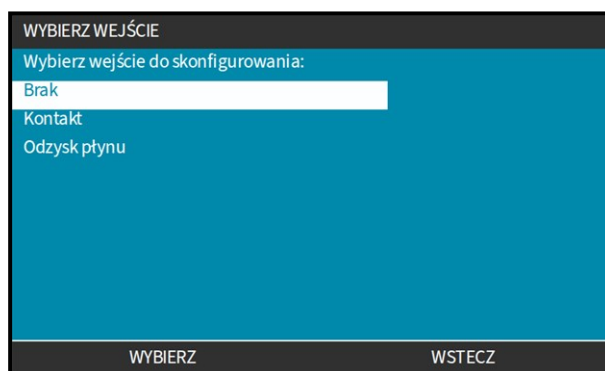 WYBIERZ WEJŚCIE
Wybierz wejście do skonfigurowania:
Brak
Kontakt
Odzysk płynu
WYBIERZ WSTECZ